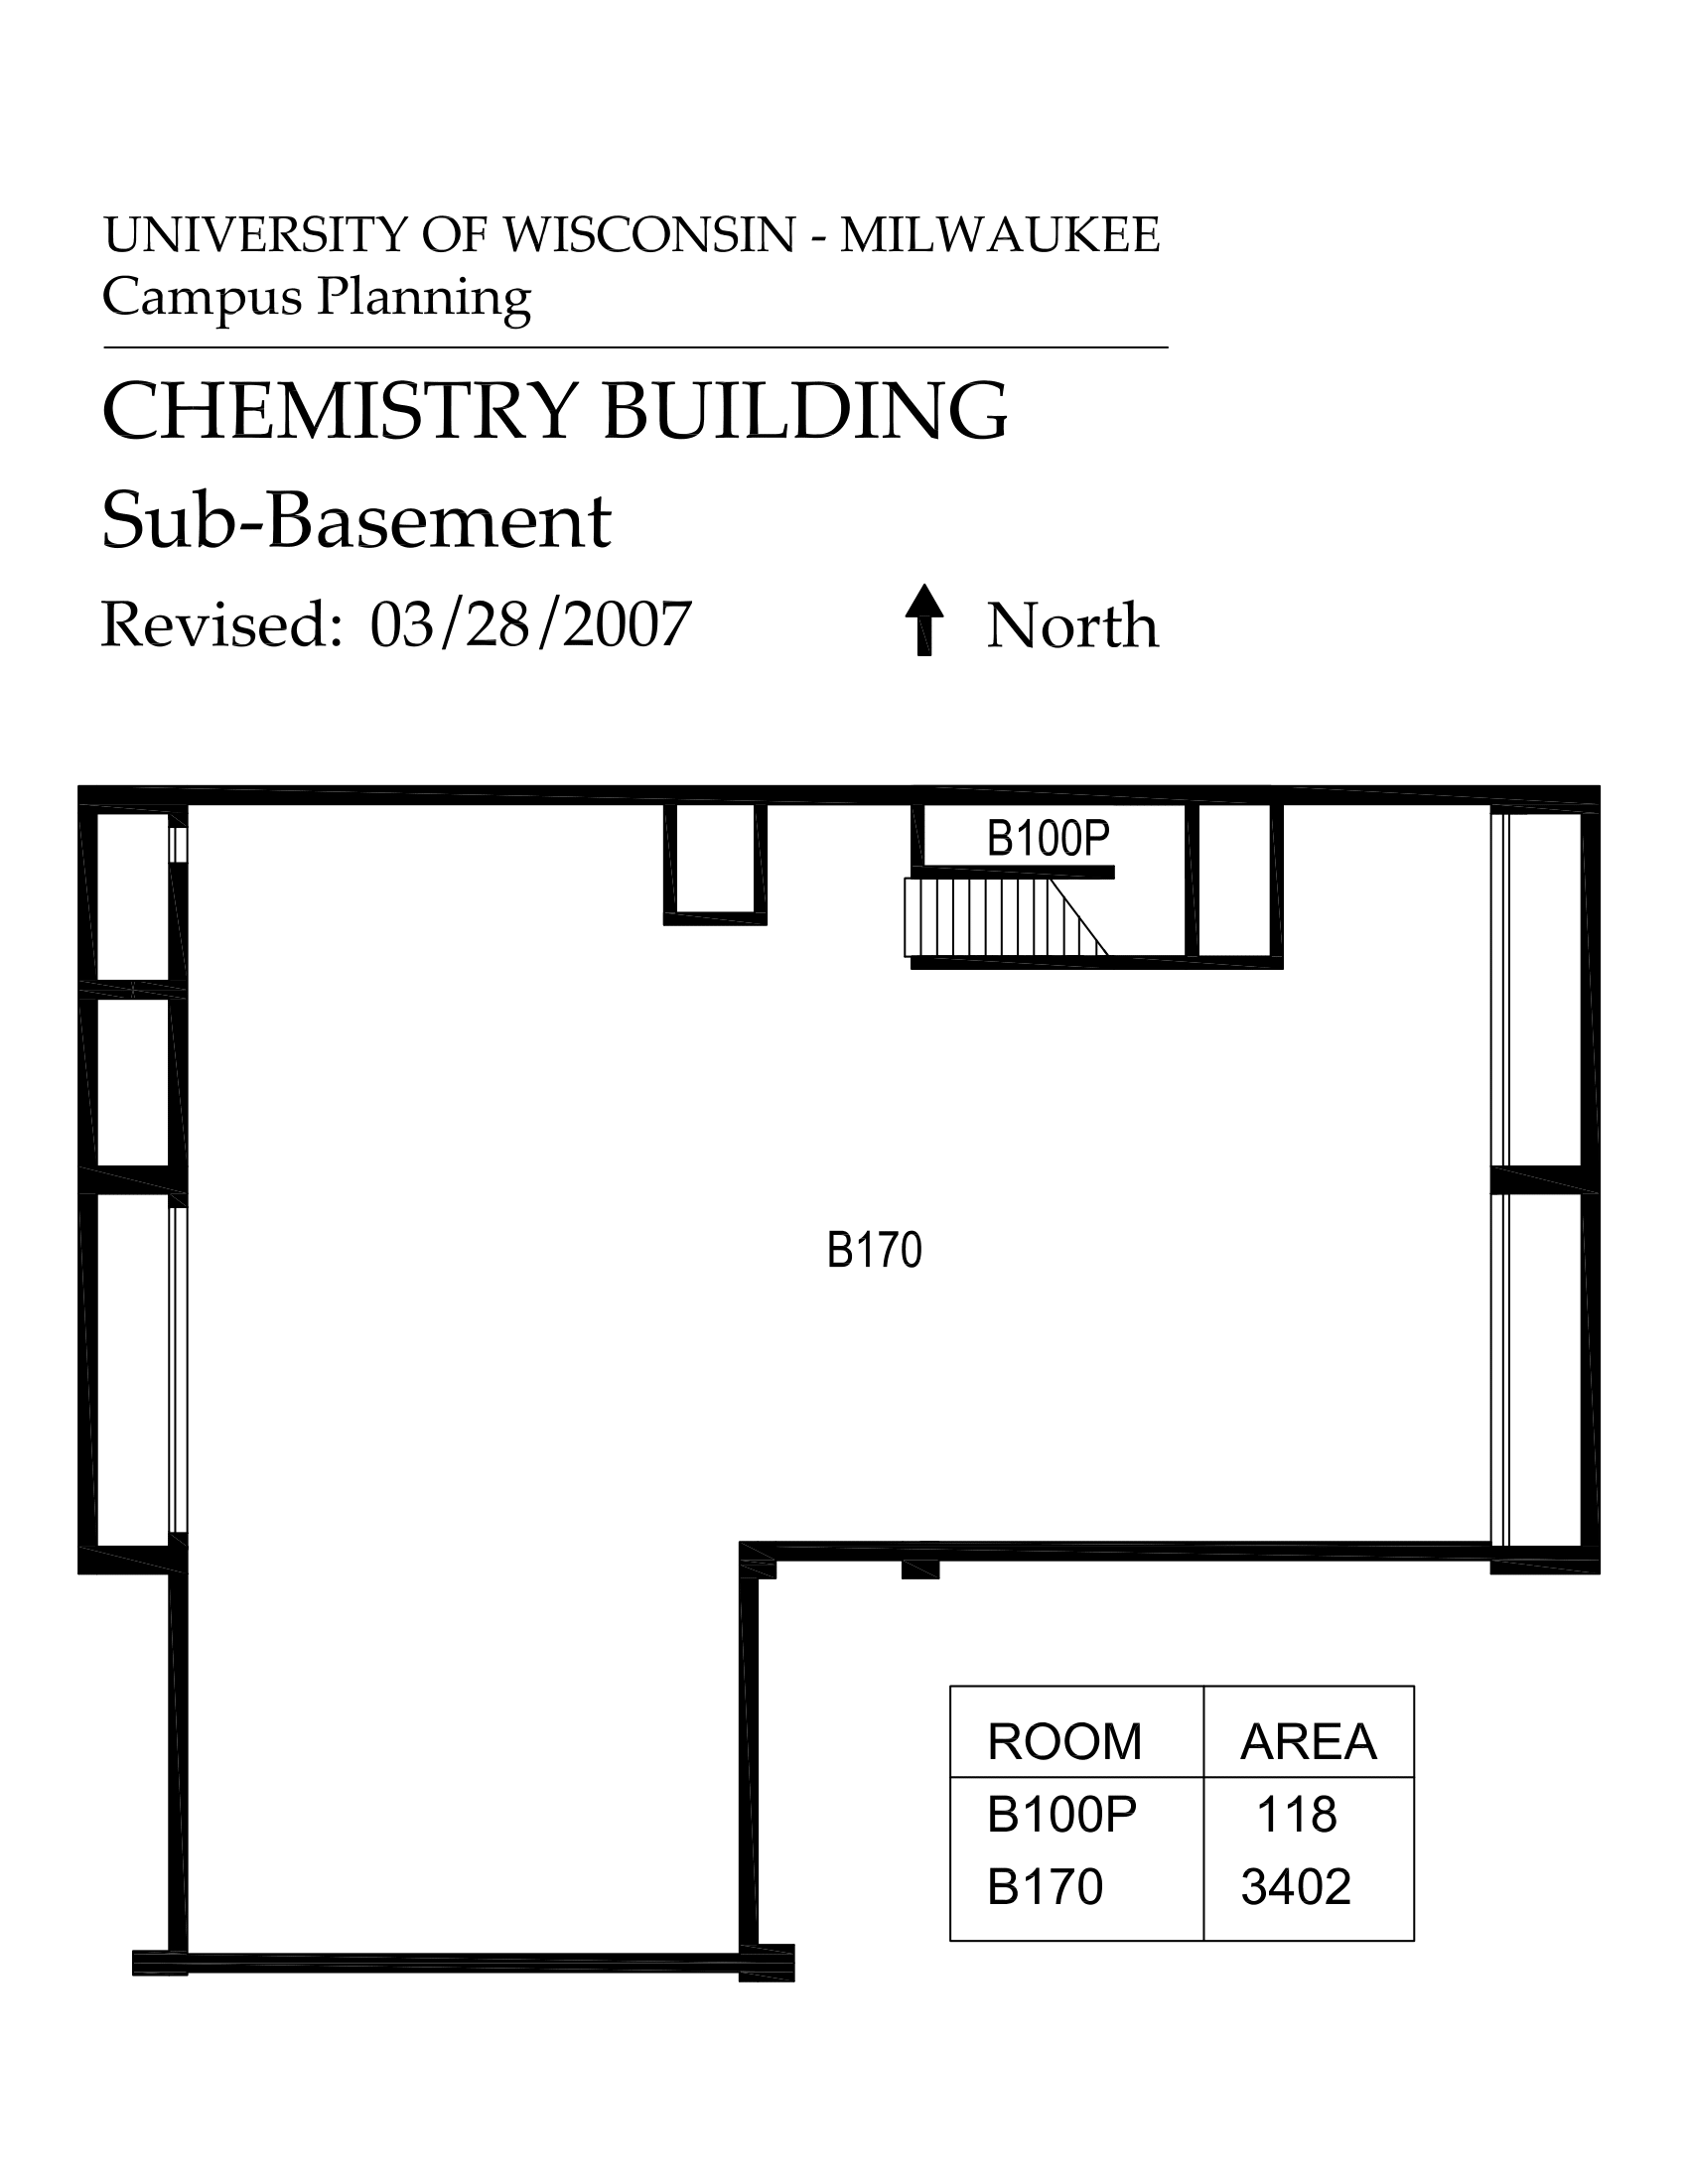 UNIVERSITY OF WISCONSIN - MILWAUKEE
Campus Planning
CHEMISTRY BUILDING
Sub-Basement
Revised: 03/28/2007
North
B100P
B170
ROOM AREA
B100P 118
B170 3402